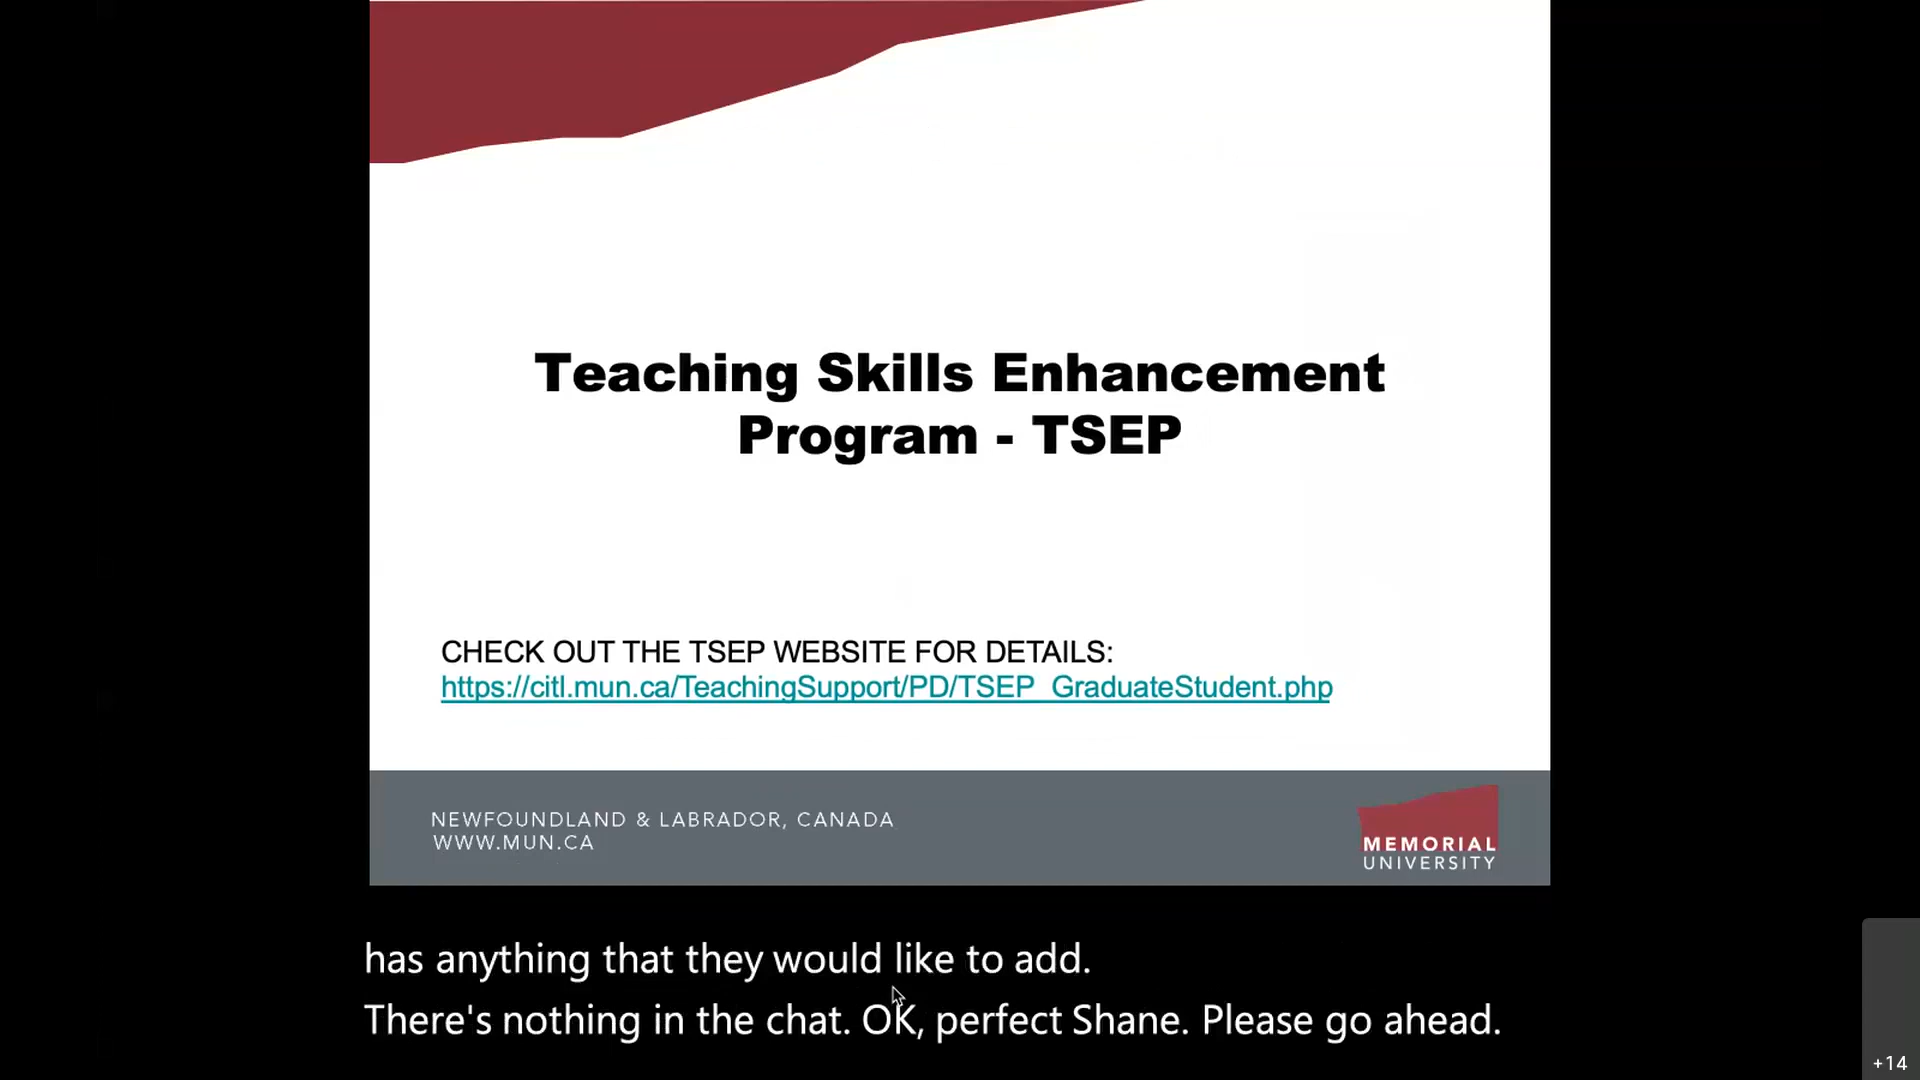 Teaching Skills Enhancement
Program - TSEP
CHECK OUT THE TSEP WEBSITE FOR DETAILS:
https://citl.mun.ca/TeachingSupport/PD/TSEP_GraduateStudent.php
NEWFOUNDLAND & LABRADOR, CANADA
WWW.MUN.CA
MEMORIAL
UNIVERSITY
has anything that they would like to add.
There's nothing in the chat. OK, perfect Shane. Please go ahead.
+14